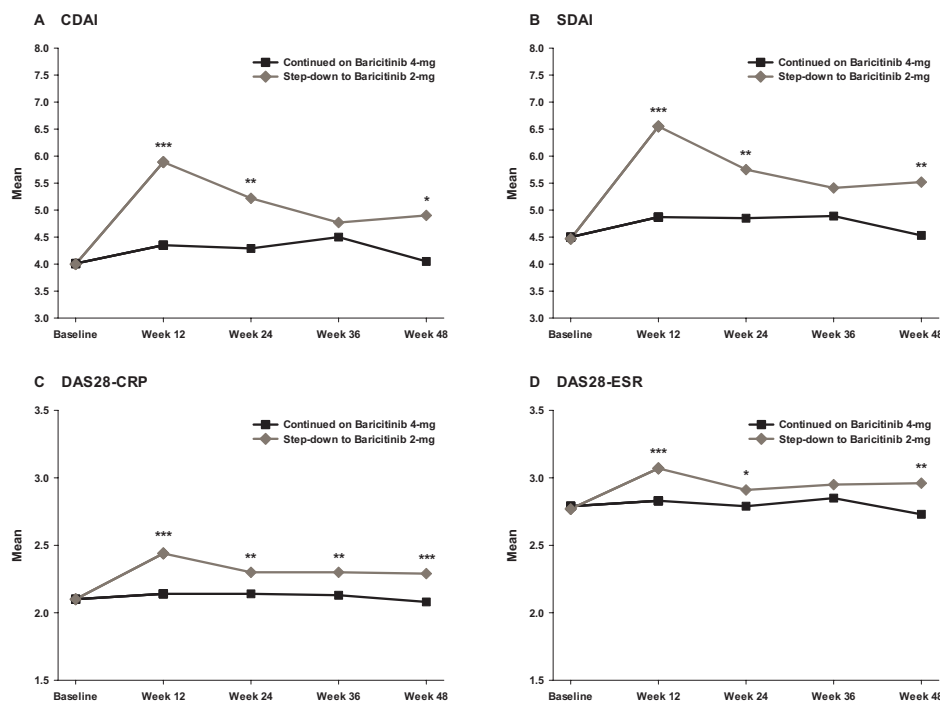 A CDAI
8.0
7.5
7.0
6.5
6.0
5.5
5.0
4.5
4.0
3.5
3.0
Mean
Continued on Baricitinib 4-mg
Step-down to Baricitinib 2-mg
***
**
*
Baseline Week 12 Week 24 Week 36 Week 48
B SDAI
8.0
7.5
7.0
6.5
6.0
5.5
5.0
4.5
4.0
3.5
3.0
Mean
Continued on Baricitinib 4-mg
Step-down to Baricitinib 2-mg
***
**
**
Baseline Week 12 Week 24 Week 36 Week 48
C DAS28-CRP
3.5
3.0
2.5
2.0
1.5
Mean
Continued on Baricitinib 4-mg
Step-down to Baricitinib 2-mg
***
**
**
***
Baseline Week 12 Week 24 Week 36 Week 48
D DAS28-ESR
3.5
3.0
2.5
2.0
1.5
Mean
Continued on Baricitinib 4-mg
Step-down to Baricitinib 2-mg
***
*
**
Baseline Week 12 Week 24 Week 36 Week 48